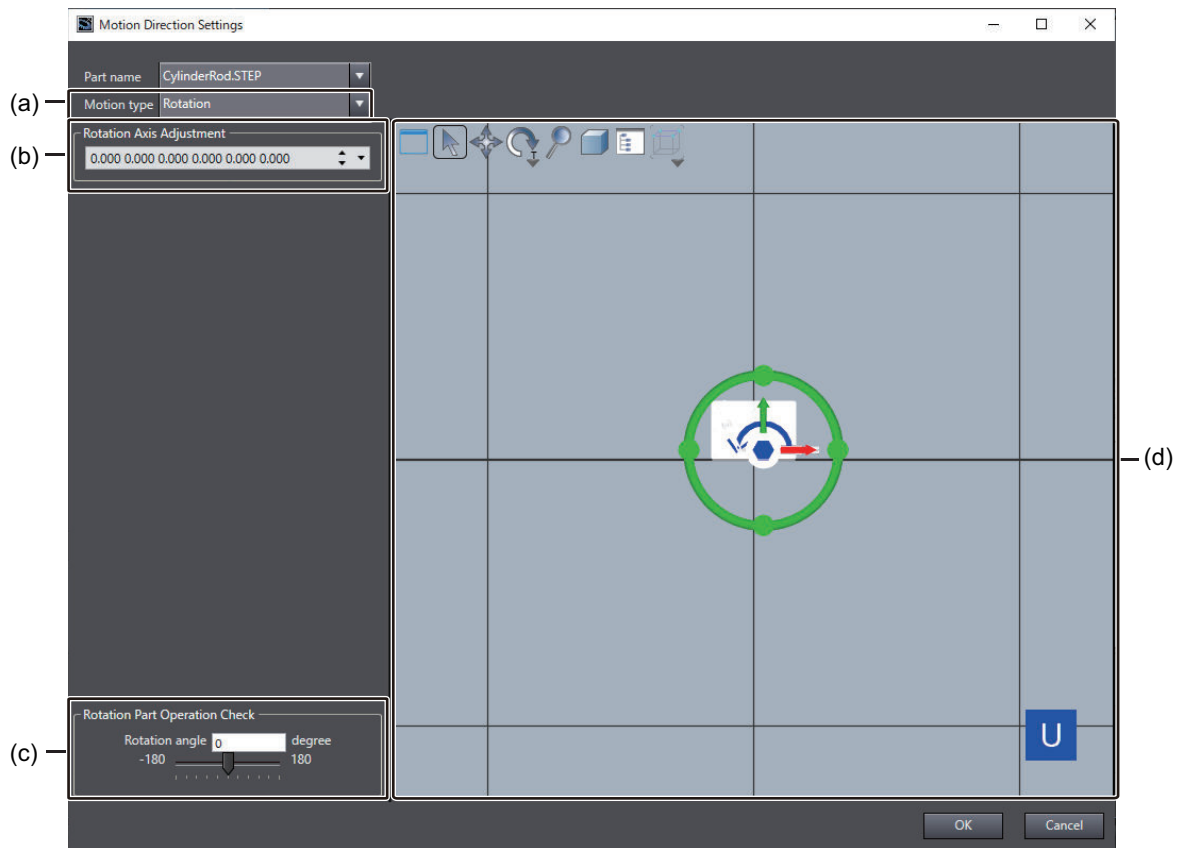 Motion Direction Settings
Part name CylinderRod.STEP
(a) Motion type Rotation
Rotation Axis Adjustment
(b) 0.000 0.000 0.000 0.000 0.000 0.000
T
(d)
Rotation Part Operation Check
Rotation angle 0 degree
(c) -180 180
U
OK Cancel